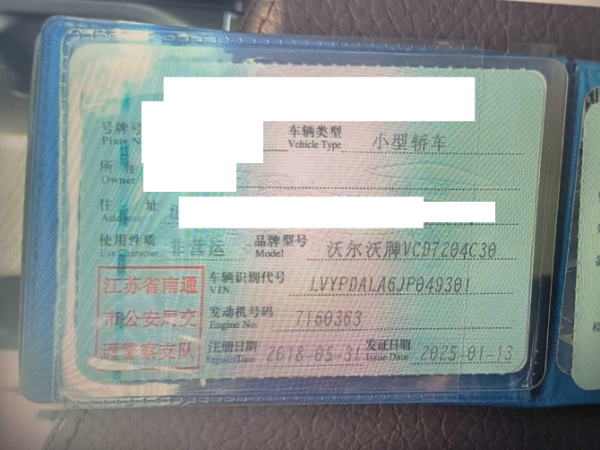 号牌号 车辆类型 小型轿车
Plate N Vehicle Type
所
Owner
住 址 江
Address
使用性质 非营运 品牌型号 沃尔沃牌VCD7204C30
Use Character Model
江苏省南通 车辆识别代号 LVYPDALA6JP049301
VIN
市公安局交 发动机号码 7160363
Engine No.
通警察支队 注册日期 2018-05-31 发证日期 2025-01-13
Register Date Issue Date